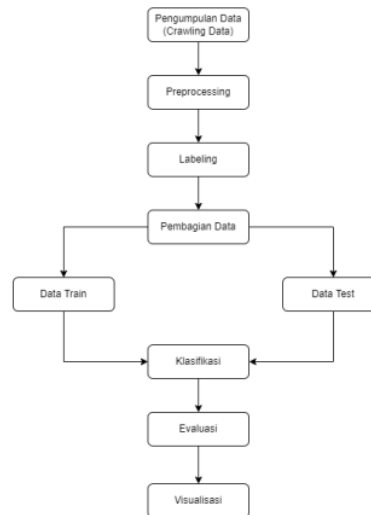 Pengumpulan Data
(Crawling Data)
Preprocessing
Labeling
Pembagian Data
Data Train
Data Test
Klasifikasi
Evaluasi
Visualisasi